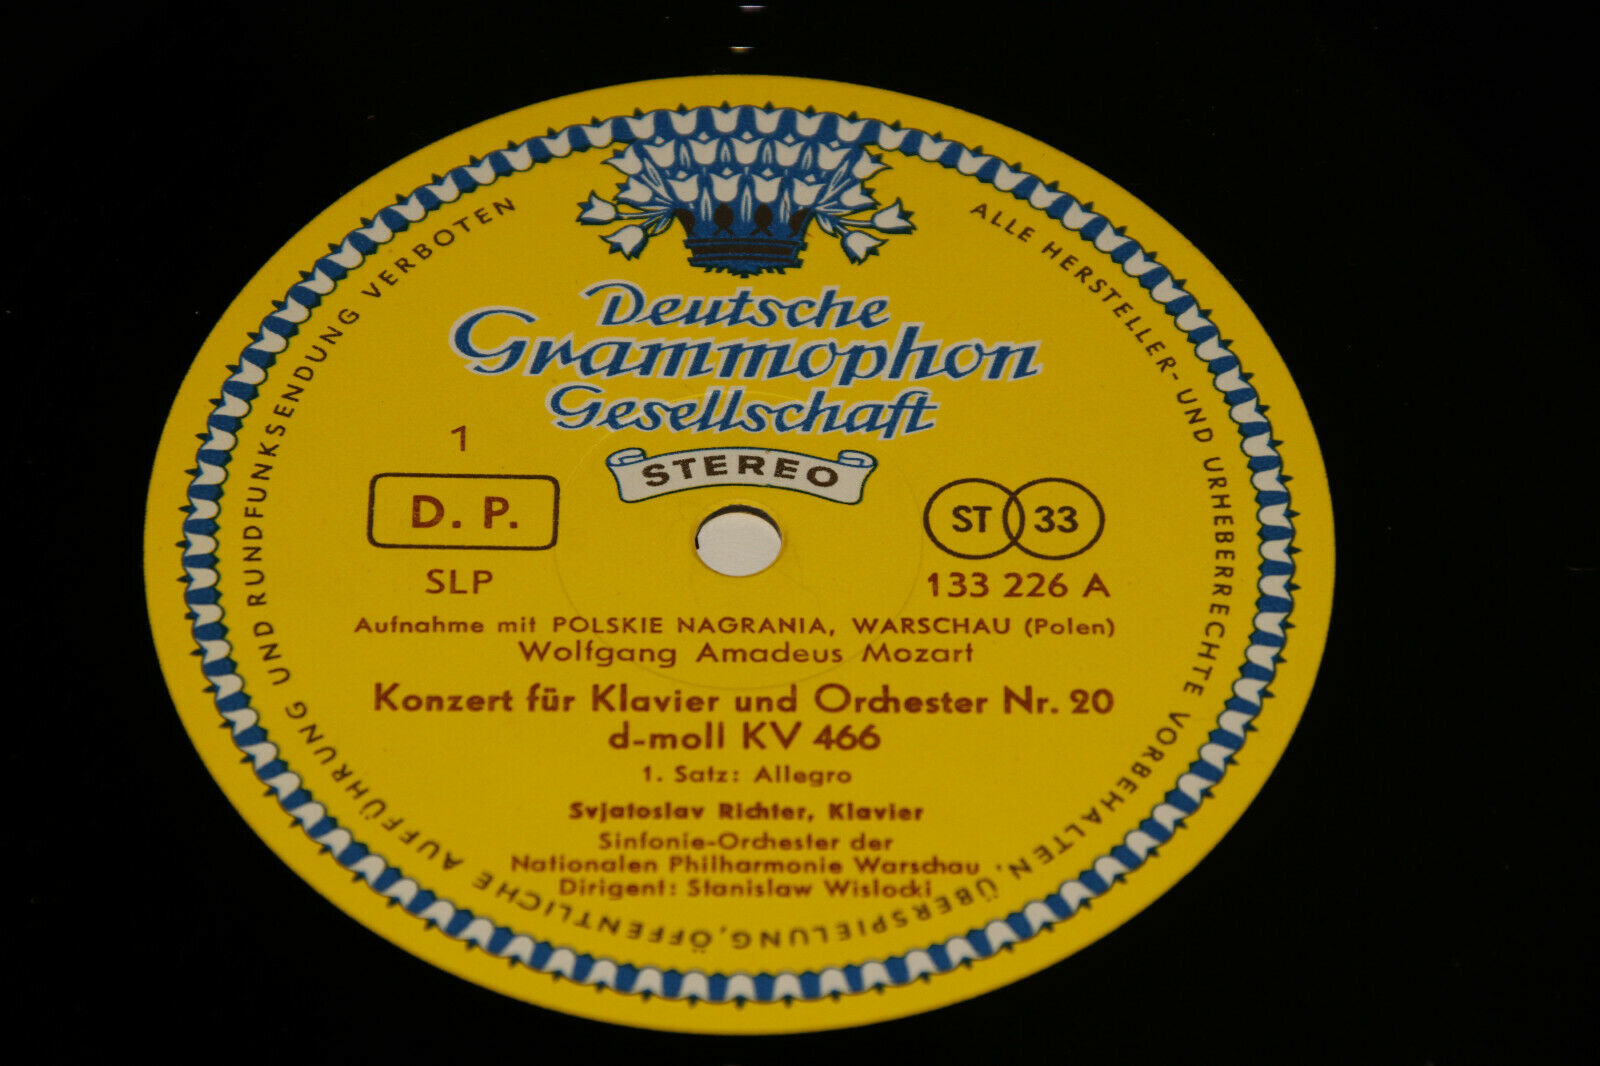 Deutsche
Grammophon
Gesellschaft
STEREO
1
D. P.
SLP
ST 33
133 226 A
Aufnahme mit POLSKIE NAGRANIA, WARSCHAU (Polen)
Wolfgang Amadeus Mozart
Konzert für Klavier und Orchester Nr. 20
d-moll KV 466
1. Satz: Allegro
Svjatoslav Richter, Klavier
Sinfonie-Orchester der
Nationalen Philharmonie Warschau
Dirigent: Stanislaw Wislocki
ALLE HERSTELLER- UND URHEBERRECHTE VORBEHALTEN, ÜBERSPIELUNG, ÖFFENTLICHE AUFFÜHRUNG UND RUNDFUNKSENDUNG VERBOTEN